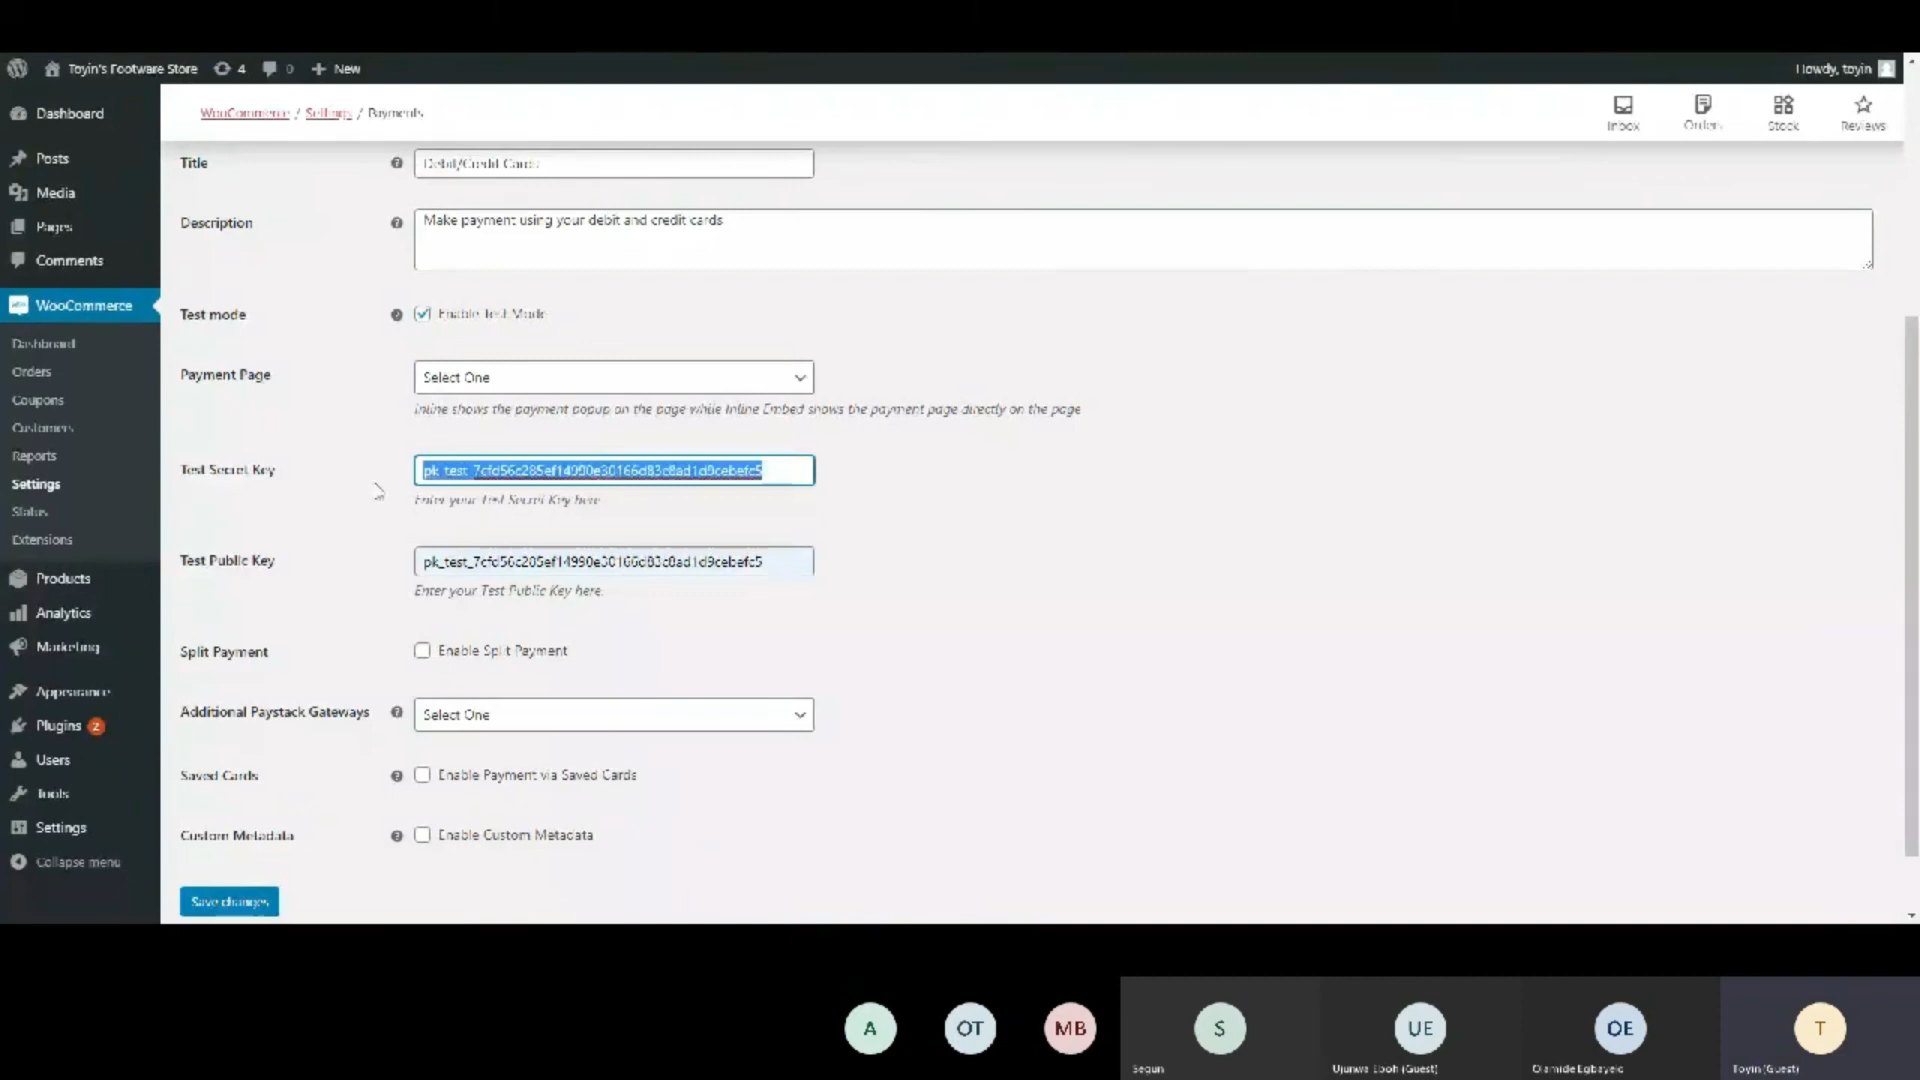 Toyin's Footware Store 4 0 New
Howdy, toyin
Dashboard
Posts
Media
Pages
Comments
WooCommerce
Dashboard
Orders
Coupons
Customers
Reports
Settings
Status
Extensions
Products
Analytics
Marketing
Appearance
Plugins 2
Users
Tools
Settings
Collapse menu
WooCommerce / Settings / Payments
Inbox
Orders
Stock
Reviews
Title
Debit/Credit Cards
Description
Make payment using your debit and credit cards
Test mode
Enable Test Mode
Payment Page
Select One
Inline shows the payment popup on the page while Inline Embed shows the payment page directly on the page
Test Secret Key
Enter your Test Secret Key here
Test Public Key
Enter your Test Public Key here.
Split Payment
Enable Split Payment
Additional Paystack Gateways
Select One
Saved Cards
Enable Payment via Saved Cards
Custom Metadata
Enable Custom Metadata
Save changes
A
OT
MB
S
Segun
UE
Ujunwa Eboh (Guest)
OE
Olamide Egbayelo
T
Toyin (Guest)